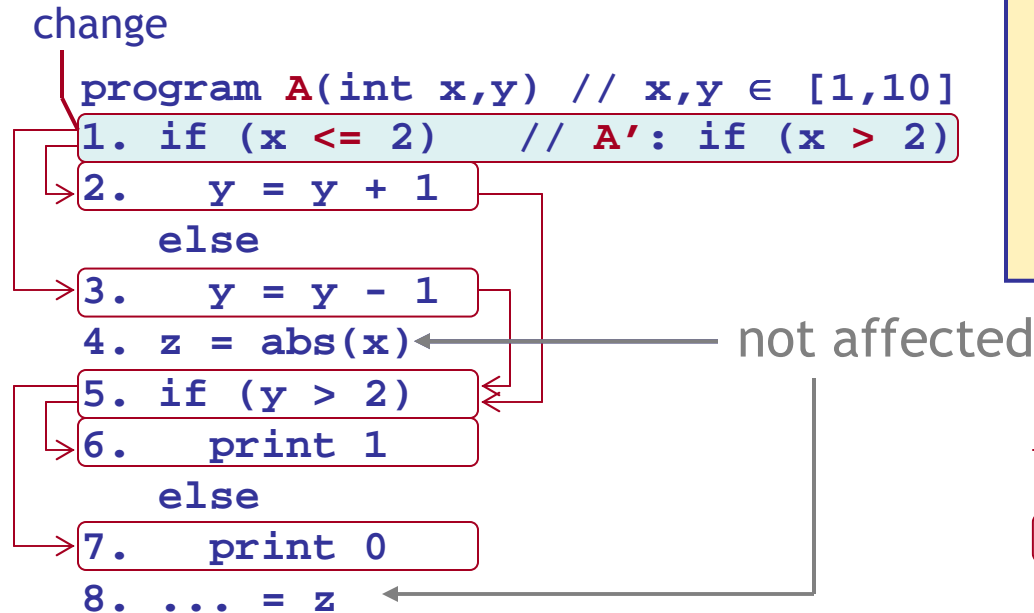 change
program A(int x,y) // x,y ∈ [1,10]
1. if (x <= 2) // A′: if (x > 2)
2. y = y + 1
else
3. y = y - 1
4. z = abs(x)
not affected
5. if (y > 2)
6. print 1
else
7. print 0
8. ... = z